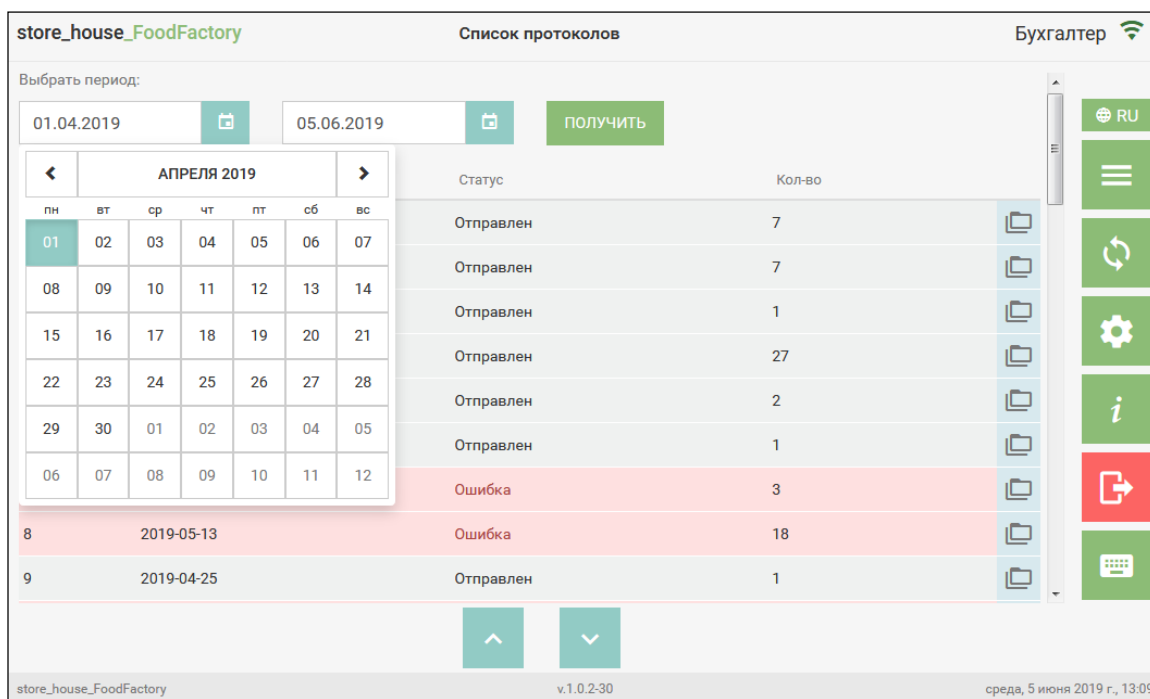 store_house_FoodFactory Список протоколов Бухгалтер
Выбрать период:
01.04.2019 05.06.2019 ПОЛУЧИТЬ RU
АПРЕЛЯ 2019 Статус Кол-во
пн вт ср чт пт сб вс
01 02 03 04 05 06 07 Отправлен 7
Отправлен 7
08 09 10 11 12 13 14
Отправлен 1
15 16 17 18 19 20 21
Отправлен 27
22 23 24 25 26 27 28
Отправлен 2
29 30 01 02 03 04 05
Отправлен 1
06 07 08 09 10 11 12
Ошибка 3
8 2019-05-13 Ошибка 18
9 2019-04-25 Отправлен 1
store_house_FoodFactory v.1.0.2-30 среда, 5 июня 2019 г., 13:09